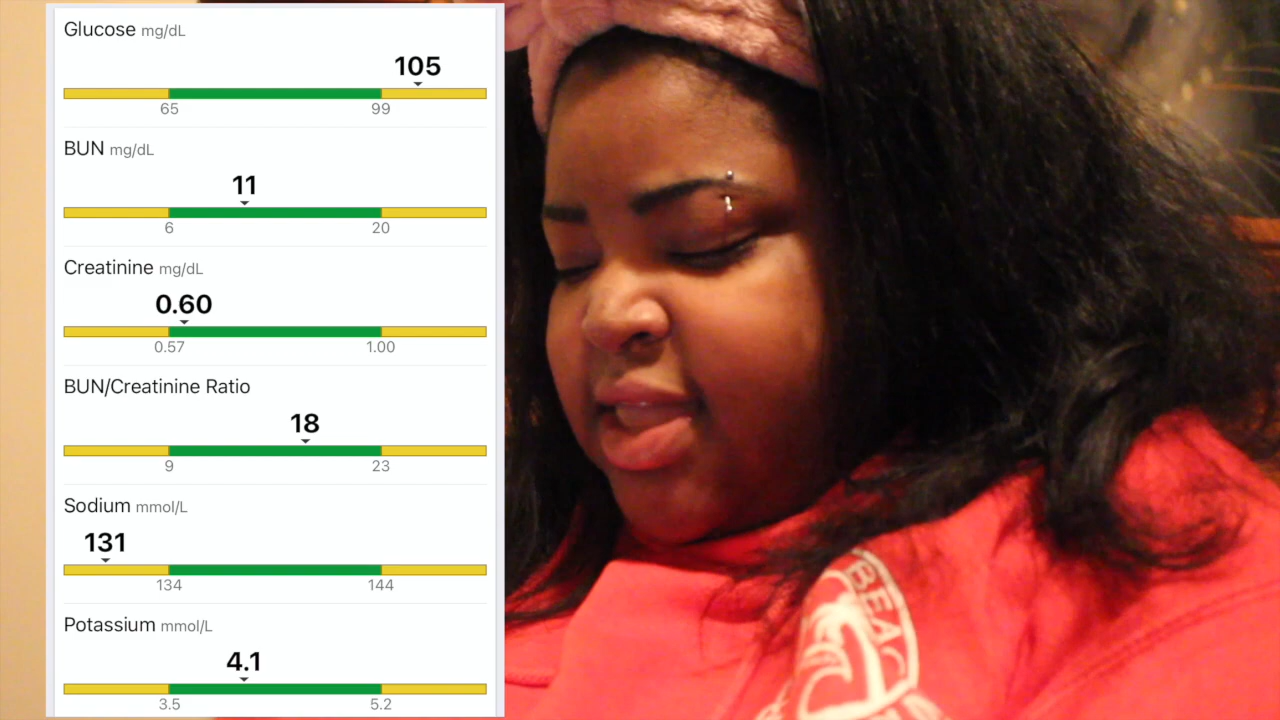 Glucose mg/dL
105
65 99
BUN mg/dL
11
6 20
Creatinine mg/dL
0.60
0.57 1.00
BUN/Creatinine Ratio
18
9 23
Sodium mmol/L
131
134 144
Potassium mmol/L
4.1
3.5 5.2